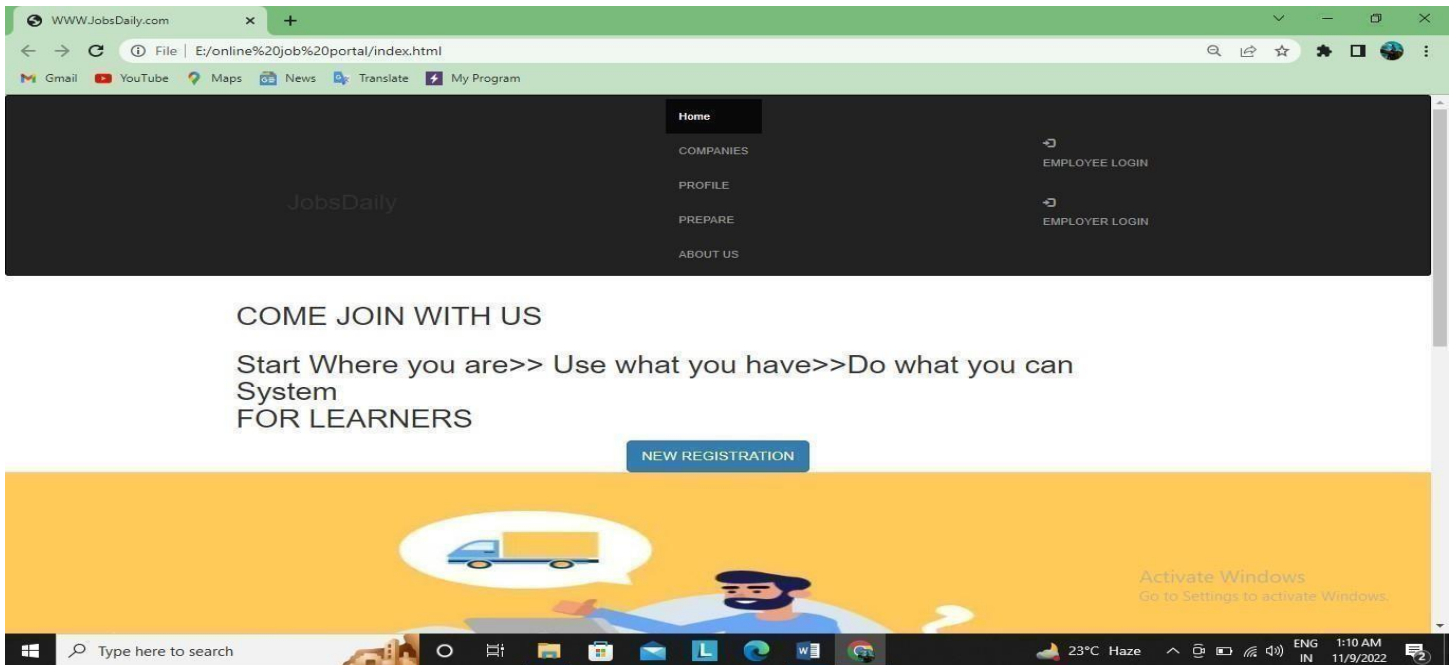 WWW.JobsDaily.com
File | E:/online%20job%20portal/index.html
Gmail YouTube Maps News Translate My Program
Home
COMPANIES
PROFILE
PREPARE
ABOUT US
JobsDaily
EMPLOYEE LOGIN
EMPLOYER LOGIN
COME JOIN WITH US
Start Where you are>> Use what you have>>Do what you can
System
FOR LEARNERS
NEW REGISTRATION
Activate Windows
Go to Settings to activate Windows.
Type here to search
L
W
23°C Haze
ENG
IN
1:10 AM
11/9/2022
2